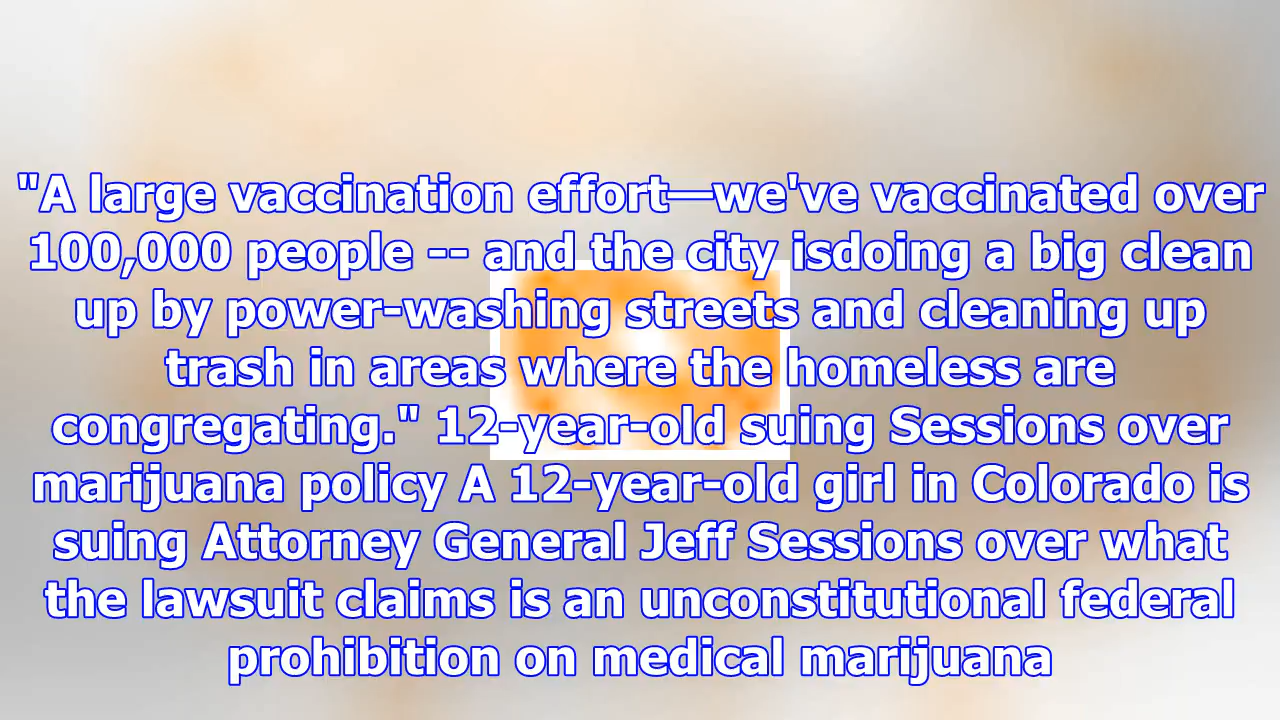 "A large vaccination effort—we've vaccinated over
100,000 people -- and the city isdoing a big clean
up by power-washing streets and cleaning up
trash in areas where the homeless are
congregating." 12-year-old suing Sessions over
marijuana policy A 12-year-old girl in Colorado is
suing Attorney General Jeff Sessions over what
the lawsuit claims is an unconstitutional federal
prohibition on medical marijuana